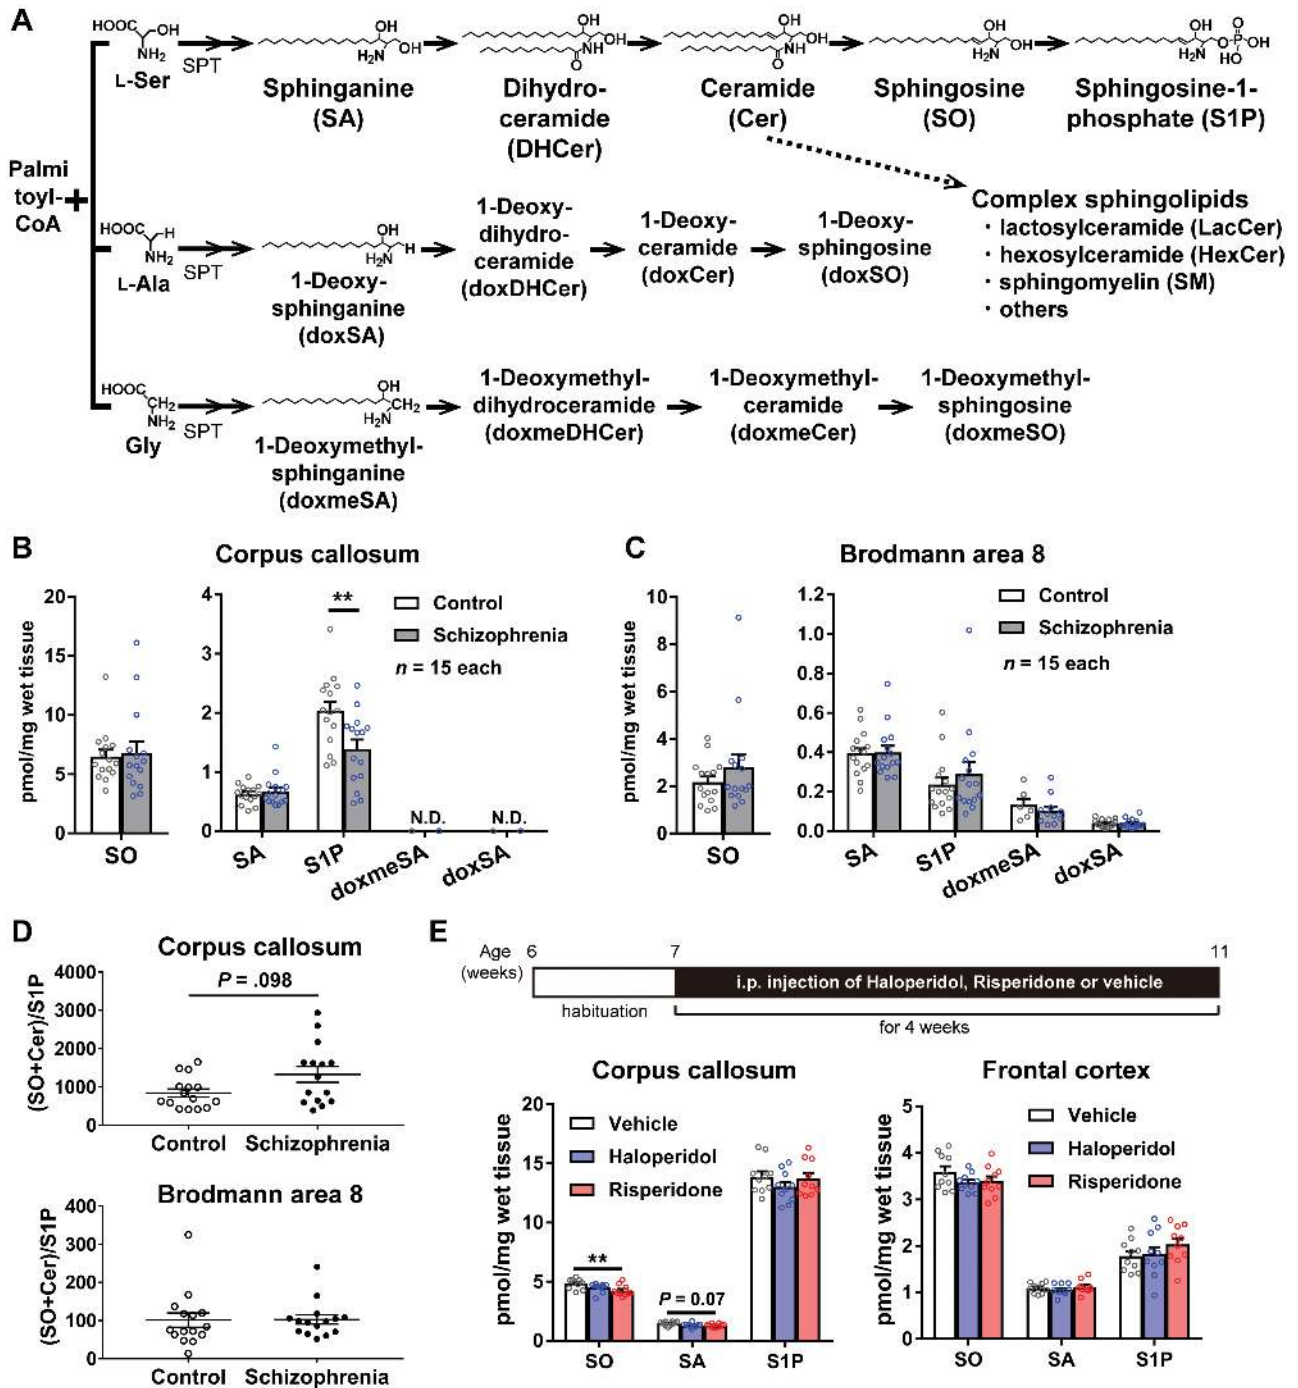 A
HOOC
OH
NH2
L-Ser
SPT
OH
OH
H2N
Sphinganine
(SA)
OH
OH
NH
O
Dihydro-
ceramide
(DHCer)
OH
OH
NH
O
Ceramide
(Cer)
OH
OH
H2N
Sphingosine
(SO)
OH
O
O
P
OH
HO
H2N
Sphingosine-1-
phosphate (S1P)
Palmi
toyl-
CoA
+
HOOC
H
NH2
L-Ala
SPT
OH
H
H2N
1-Deoxy-
sphinganine
(doxSA)
1-Deoxy-
dihydro-
ceramide
(doxDHCer)
1-Deoxy-
ceramide
(doxCer)
1-Deoxy-
sphingosine
(doxSO)
Complex sphingolipids
· lactosylceramide (LacCer)
· hexosylceramide (HexCer)
· sphingomyelin (SM)
· others
HOOC
CH2
NH2
Gly
SPT
OH
CH2
H2N
1-Deoxymethyl-
sphinganine
(doxmeSA)
1-Deoxymethyl-
dihydroceramide
(doxmeDHCer)
1-Deoxymethyl-
ceramide
(doxmeCer)
1-Deoxymethyl-
sphingosine
(doxmeSO)
B
Corpus callosum
pmol/mg wet tissue
20
15
10
5
0
SO
4
3
2
1
0
**
Control
Schizophrenia
n = 15 each
N.D.
N.D.
SA
S1P
doxmeSA
doxSA
C
Brodmann area 8
pmol/mg wet tissue
10
8
6
4
2
0
SO
1.2
1.0
0.8
0.6
0.4
0.2
0.0
Control
Schizophrenia
n = 15 each
SA
S1P
doxmeSA
doxSA
D
Corpus callosum
(SO+Cer)/S1P
4000
3000
2000
1000
0
P = .098
Control
Schizophrenia
Brodmann area 8
(SO+Cer)/S1P
400
300
200
100
0
Control
Schizophrenia
E
Age
(weeks)
6
7
11
i.p. injection of Haloperidol, Risperidone or vehicle
habituation
for 4 weeks
Corpus callosum
pmol/mg wet tissue
20
15
10
5
0
Vehicle
Haloperidol
Risperidone
**
P = 0.07
SO
SA
S1P
Frontal cortex
pmol/mg wet tissue
5
4
3
2
1
0
Vehicle
Haloperidol
Risperidone
SO
SA
S1P